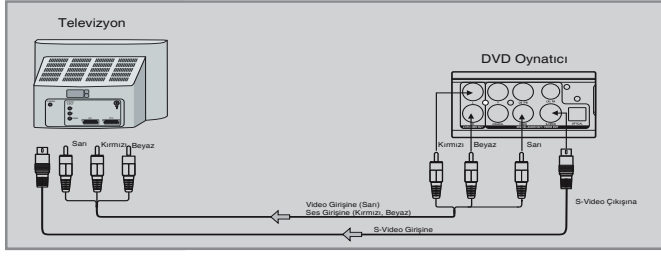 Televizyon
DVD Oynatıcı
Sarı
Kırmızı
Beyaz
Kırmızı
Beyaz
Sarı
S-Video Çıkışına
Video Girişine (Sarı)
Ses Girişine (Kırmızı, Beyaz)
S-Video Girişine